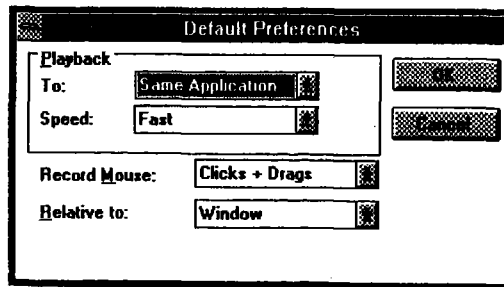 Default Preferences
Playback
To: Same Application
Speed: Fast
OK
Cancel
Record Mouse: Clicks + Drags
Relative to: Window